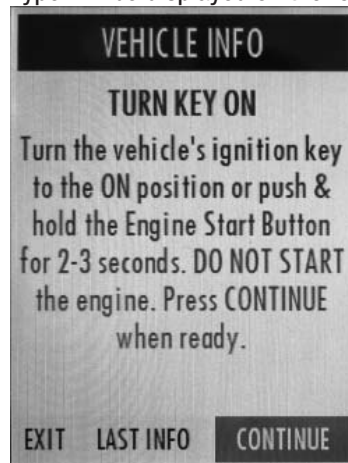 VEHICLE INFO
TURN KEY ON
Turn the vehicle's ignition key
to the ON position or push &
hold the Engine Start Button
for 2-3 seconds. DO NOT START
the engine. Press CONTINUE
when ready.
EXIT LAST INFO CONTINUE